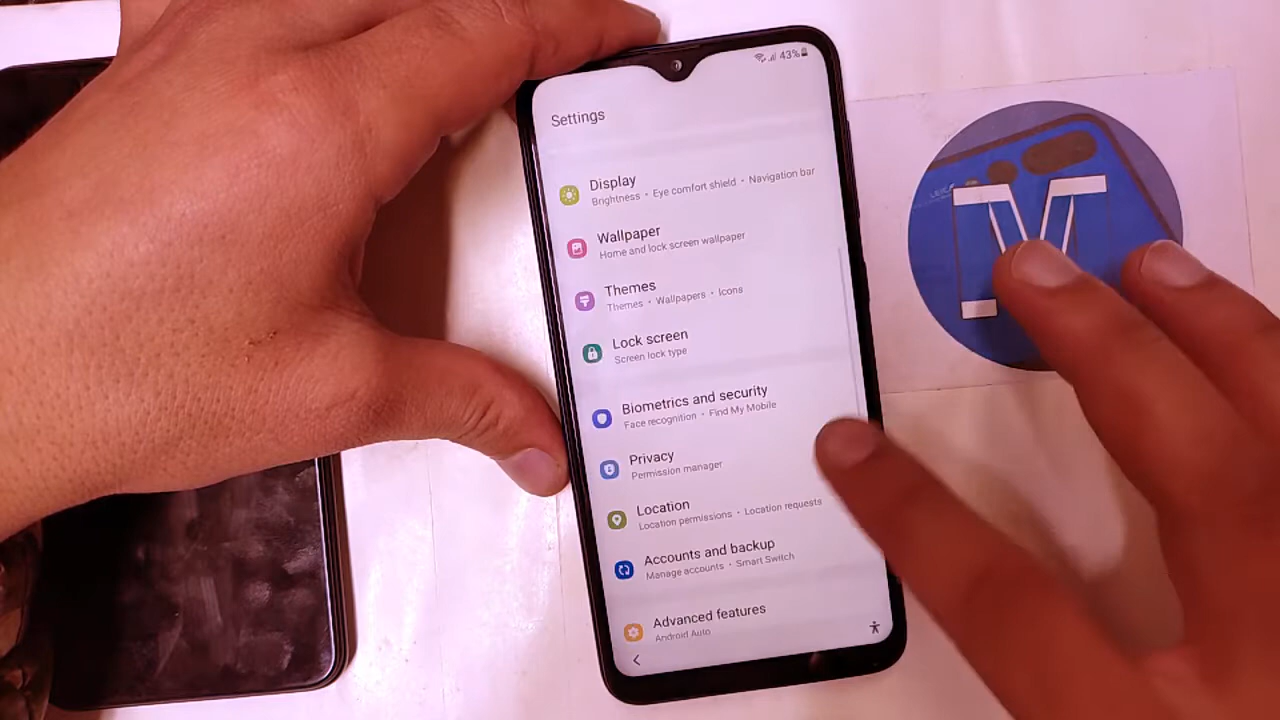 43%
Settings
Display
Brightness • Eye comfort shield • Navigation bar
Wallpaper
Home and lock screen wallpaper
Themes
Themes • Wallpapers • Icons
Lock screen
Screen lock type
Biometrics and security
Face recognition • Find My Mobile
Privacy
Permission manager
Location
Location permissions • Location requests
Accounts and backup
Manage accounts • Smart Switch
Advanced features
Android Auto